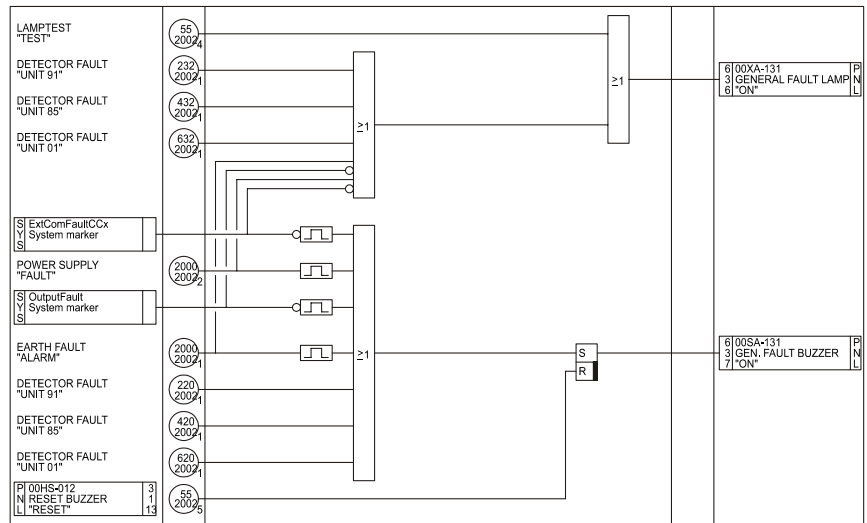 LAMPTEST
"TEST"
55
2002 4
DETECTOR FAULT
"UNIT 91"
232
2002 1
DETECTOR FAULT
"UNIT 85"
432
2002 1
DETECTOR FAULT
"UNIT 01"
632
2002 1
≥1
≥1
6 00XA-131 P
3 GENERAL FAULT LAMP N
6 "ON" L
S ExtComFaultCCx
Y System marker
S
POWER SUPPLY
"FAULT"
2000
2002 2
S OutputFault
Y System marker
S
EARTH FAULT
"ALARM"
2000
2002 1
≥1
S
R
6 00SA-131 P
3 GEN. FAULT BUZZER N
7 "ON" L
DETECTOR FAULT
"UNIT 91"
220
2002 1
DETECTOR FAULT
"UNIT 85"
420
2002 1
DETECTOR FAULT
"UNIT 01"
620
2002 1
P 00HS-012 3
N RESET BUZZER 1
L "RESET" 13
55
2002 5